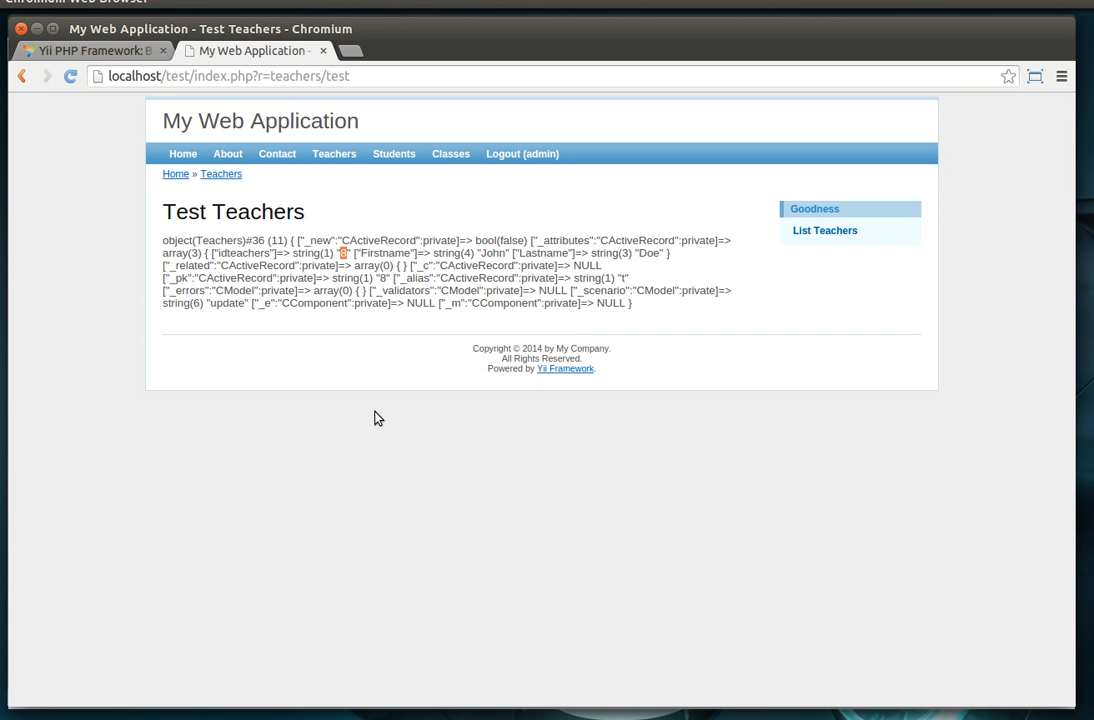 Chromium Web Browser
My Web Application - Test Teachers - Chromium
Yii PHP Framework: B
My Web Application -
localhost/test/index.php?r=teachers/test
My Web Application
Home About Contact Teachers Students Classes Logout (admin)
Home » Teachers
Test Teachers
object(Teachers)#36 (11) { ["_new":"CActiveRecord":private]=> bool(false) ["_attributes":"CActiveRecord":private]=>
array(3) { ["idteachers"]=> string(1) "8" ["Firstname"]=> string(4) "John" ["Lastname"]=> string(3) "Doe" }
["_related":"CActiveRecord":private]=> array(0) { } ["_c":"CActiveRecord":private]=> NULL
["_pk":"CActiveRecord":private]=> string(1) "8" ["_alias":"CActiveRecord":private]=> string(1) "t"
["_errors":"CModel":private]=> array(0) { } ["_validators":"CModel":private]=> NULL ["_scenario":"CModel":private]=>
string(6) "update" ["_e":"CComponent":private]=> NULL ["_m":"CComponent":private]=> NULL }
Goodness
List Teachers
Copyright © 2014 by My Company.
All Rights Reserved.
Powered by Yii Framework.